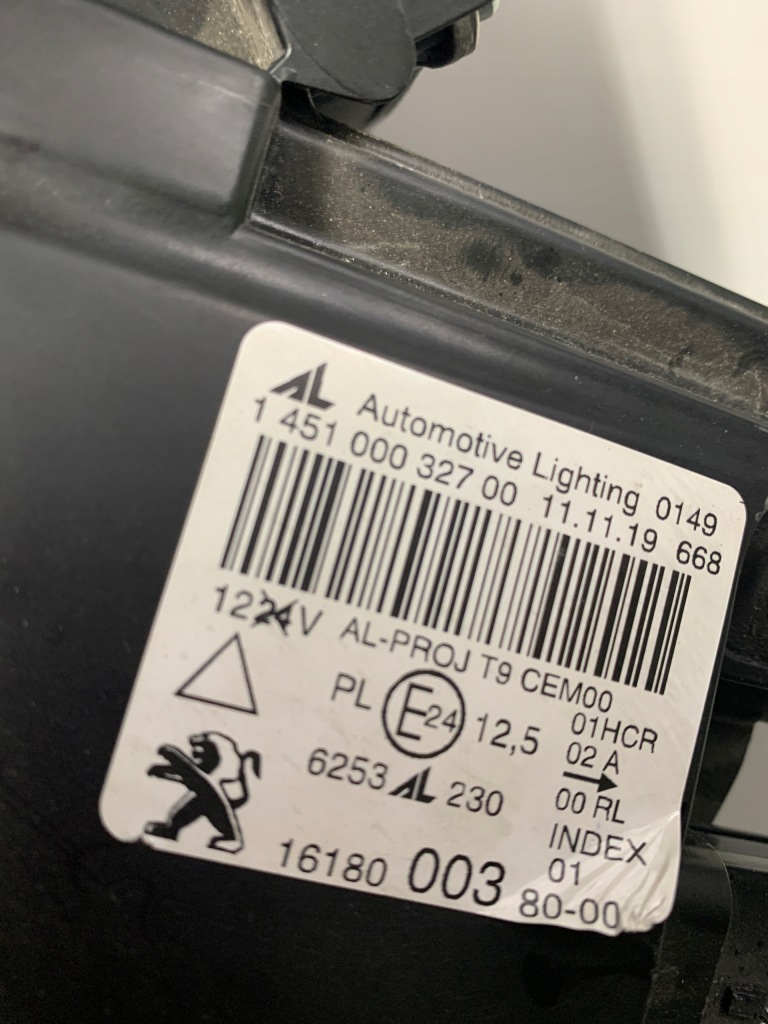 AL Automotive Lighting 0149
1 451 000 327 00 11.11.19 668
1224V AL-PROJ T9 CEM00
PL E24 12,5 01HCR
02 A
6253 AL 230 00 RL
INDEX
01
16180 003 80-00